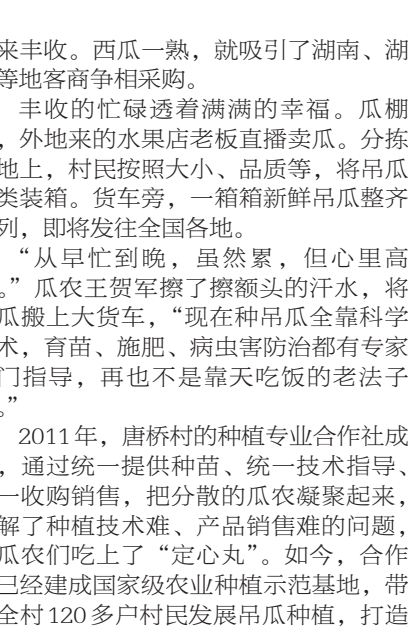 来丰收。西瓜一熟，就吸引了湖南、湖
等地客商争相采购。
丰收的忙碌透着满满的幸福。瓜棚
，外地来的水果店老板直播卖瓜。分拣
地上，村民按照大小、品质等，将吊瓜
类装箱。货车旁，一箱箱新鲜吊瓜整齐
列，即将发往全国各地。
“从早忙到晚，虽然累，但心里高
。”瓜农王贺军擦了擦额头的汗水，将
瓜搬上大货车，“现在种吊瓜全靠科学
术，育苗、施肥、病虫害防治都有专家
门指导，再也不是靠天吃饭的老法子
。”
2011年，唐桥村的种植专业合作社成
，通过统一提供种苗、统一技术指导、
一收购销售，把分散的瓜农凝聚起来，
解了种植技术难、产品销售难的问题，
瓜农们吃上了“定心丸”。如今，合作
已经建成国家级农业种植示范基地，带
全村120多户村民发展吊瓜种植，打造